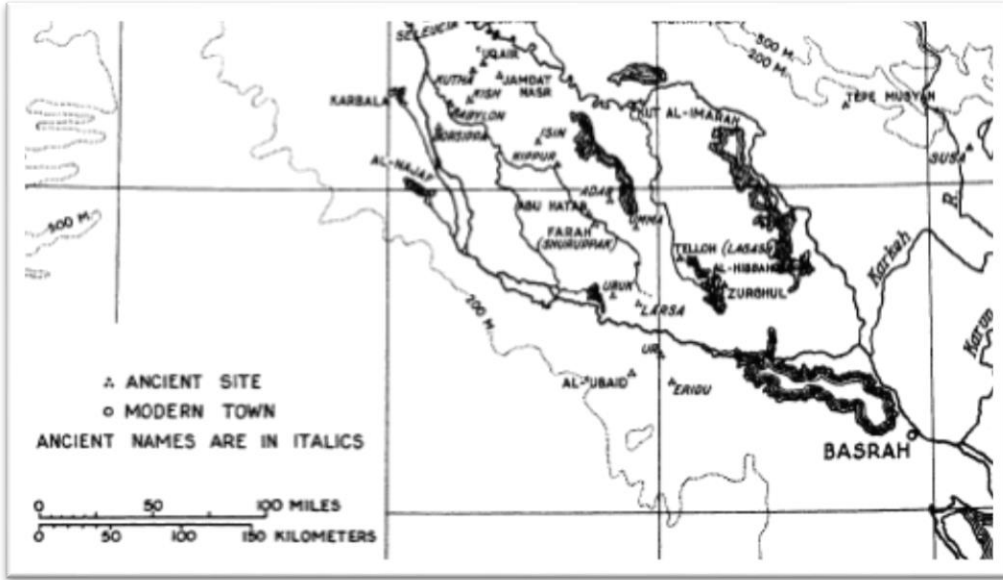 SELEUCIA
UQAIR
KUTHA
JAMDAT
NASR
KISH
KARBALA
BABYLON
BORSIPPA
ISIN
KUT AL-IMARAH
500 M.
200 M.
TEPE MUSYAN
SUSA
AL-NAJAF
NIPPUR
ADAB
ABU HATAB
UMMA
FARAH
(SHURUPPAK)
500 M.
TELLOH (LAGASH)
AL-HIBBAH
ZURGHUL
R.
Karkah
URUK
LARSA
200 M.
UR
AL-'UBAID
ERIDU
BASRAH
ANCIENT SITE
MODERN TOWN
ANCIENT NAMES ARE IN ITALICS
0 50 100 MILES
0 50 100 150 KILOMETERS